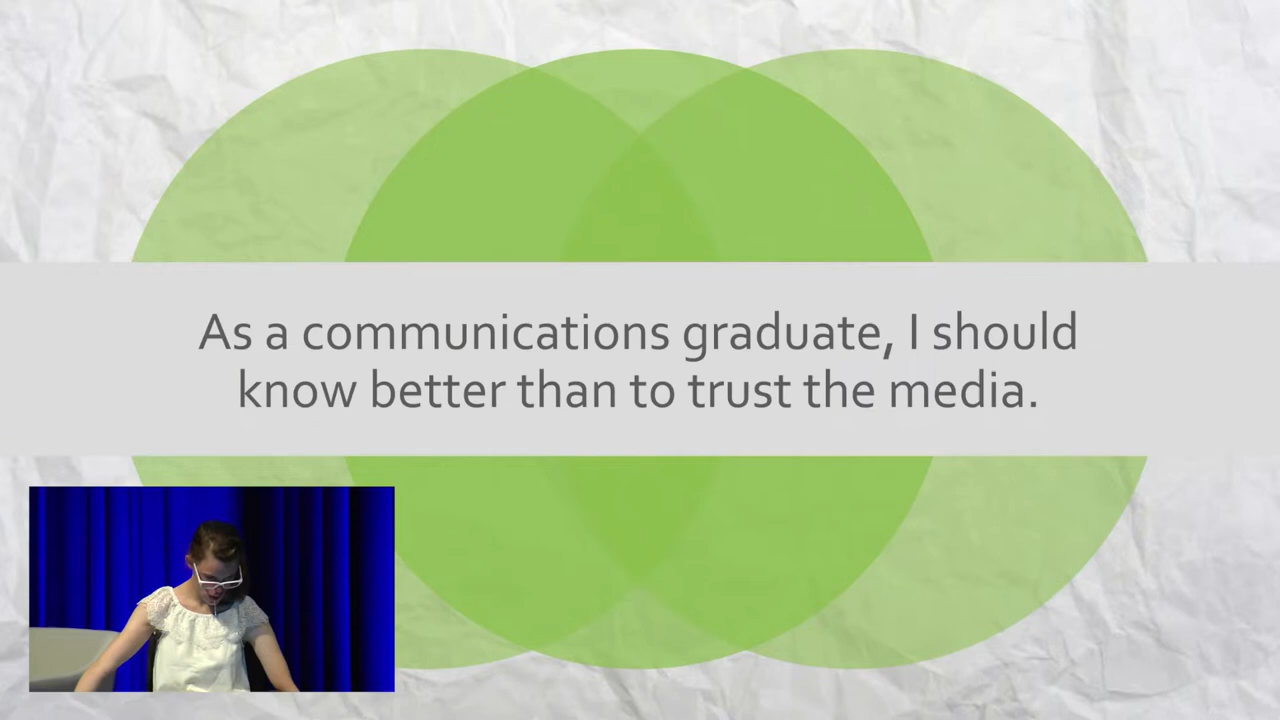 As a communications graduate, I should
know better than to trust the media.